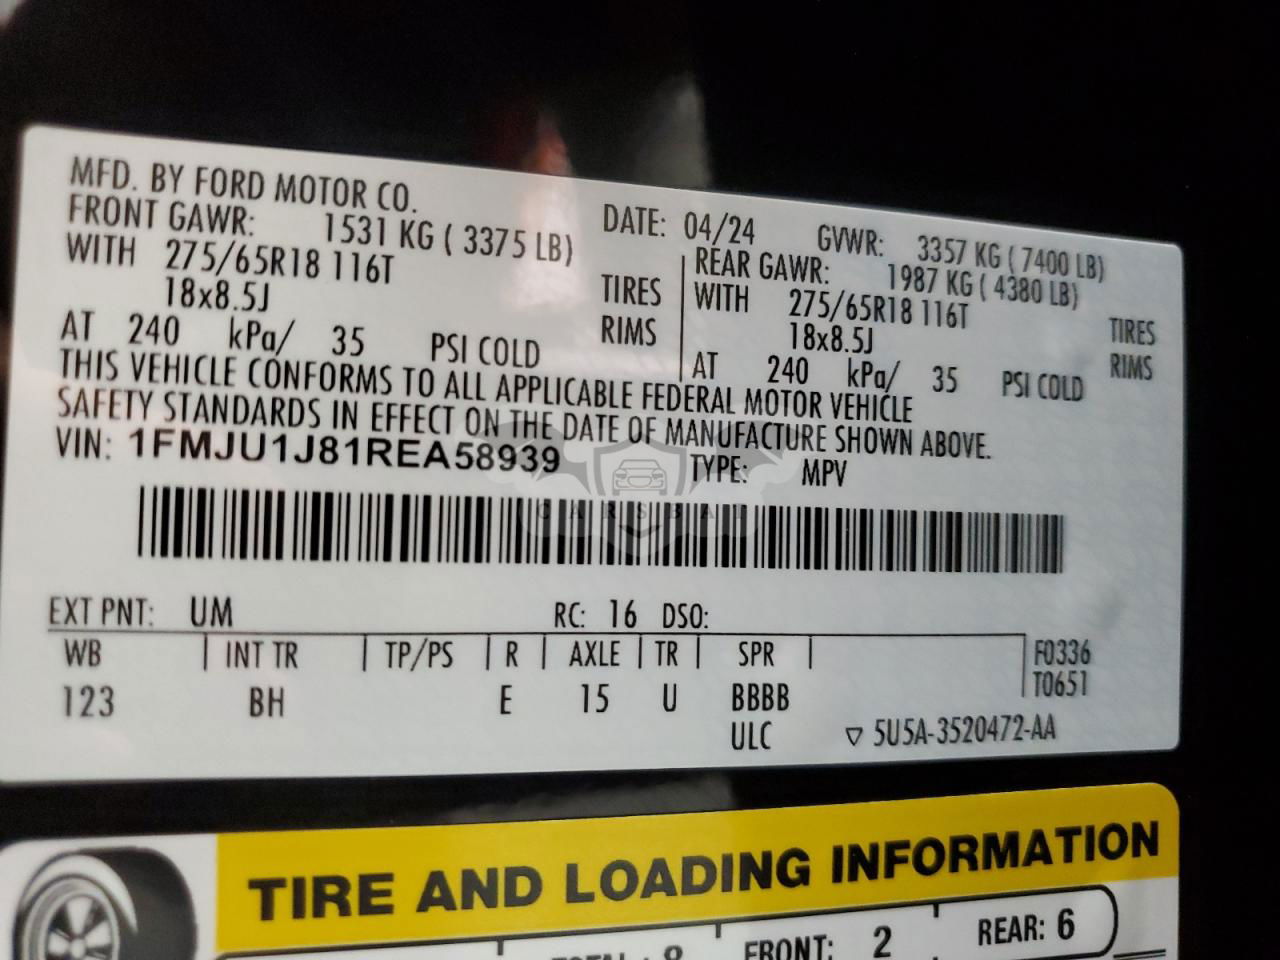 MFD. BY FORD MOTOR CO.
DATE: 04/24 GVWR: 3357 KG ( 7400 LB)
FRONT GAWR: 1531 KG ( 3375 LB)
WITH 275/65R18 116T TIRES
18x8.5J RIMS
AT 240 kPa/ 35 PSI COLD
REAR GAWR: 1987 KG ( 4380 LB)
WITH 275/65R18 116T TIRES
18x8.5J RIMS
AT 240 kPa/ 35 PSI COLD
THIS VEHICLE CONFORMS TO ALL APPLICABLE FEDERAL MOTOR VEHICLE
SAFETY STANDARDS IN EFFECT ON THE DATE OF MANUFACTURE SHOWN ABOVE.
VIN: 1FMJU1J81REA58939 TYPE: MPV
EXT PNT: UM RC: 16 DSO:
WB INT TR TP/PS R AXLE TR SPR F0336
T0651
123 BH E 15 U BBBB
ULC ▽ 5U5A-3520472-AA
TIRE AND LOADING INFORMATION
FRONT: 2 REAR: 6